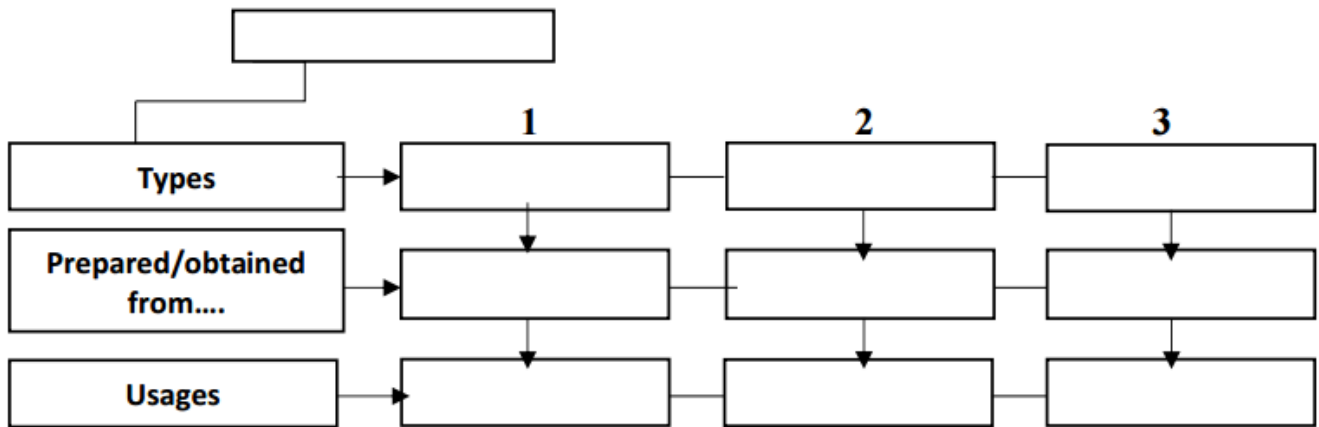 1 2 3
Types
Prepared/obtained
from....
Usages